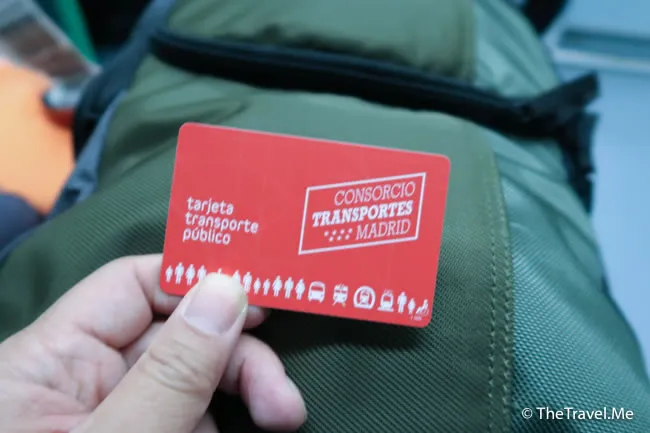 tarjeta
transporte
público
CONSORCIO
TRANSPORTES
MADRID
© TheTravel.Me